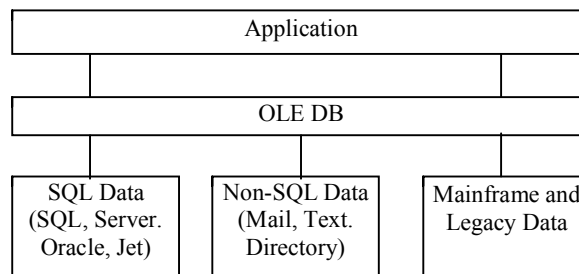 Application
OLE DB
SQL Data
(SQL, Server.
Oracle, Jet)
Non-SQL Data
(Mail, Text.
Directory)
Mainframe and
Legacy Data